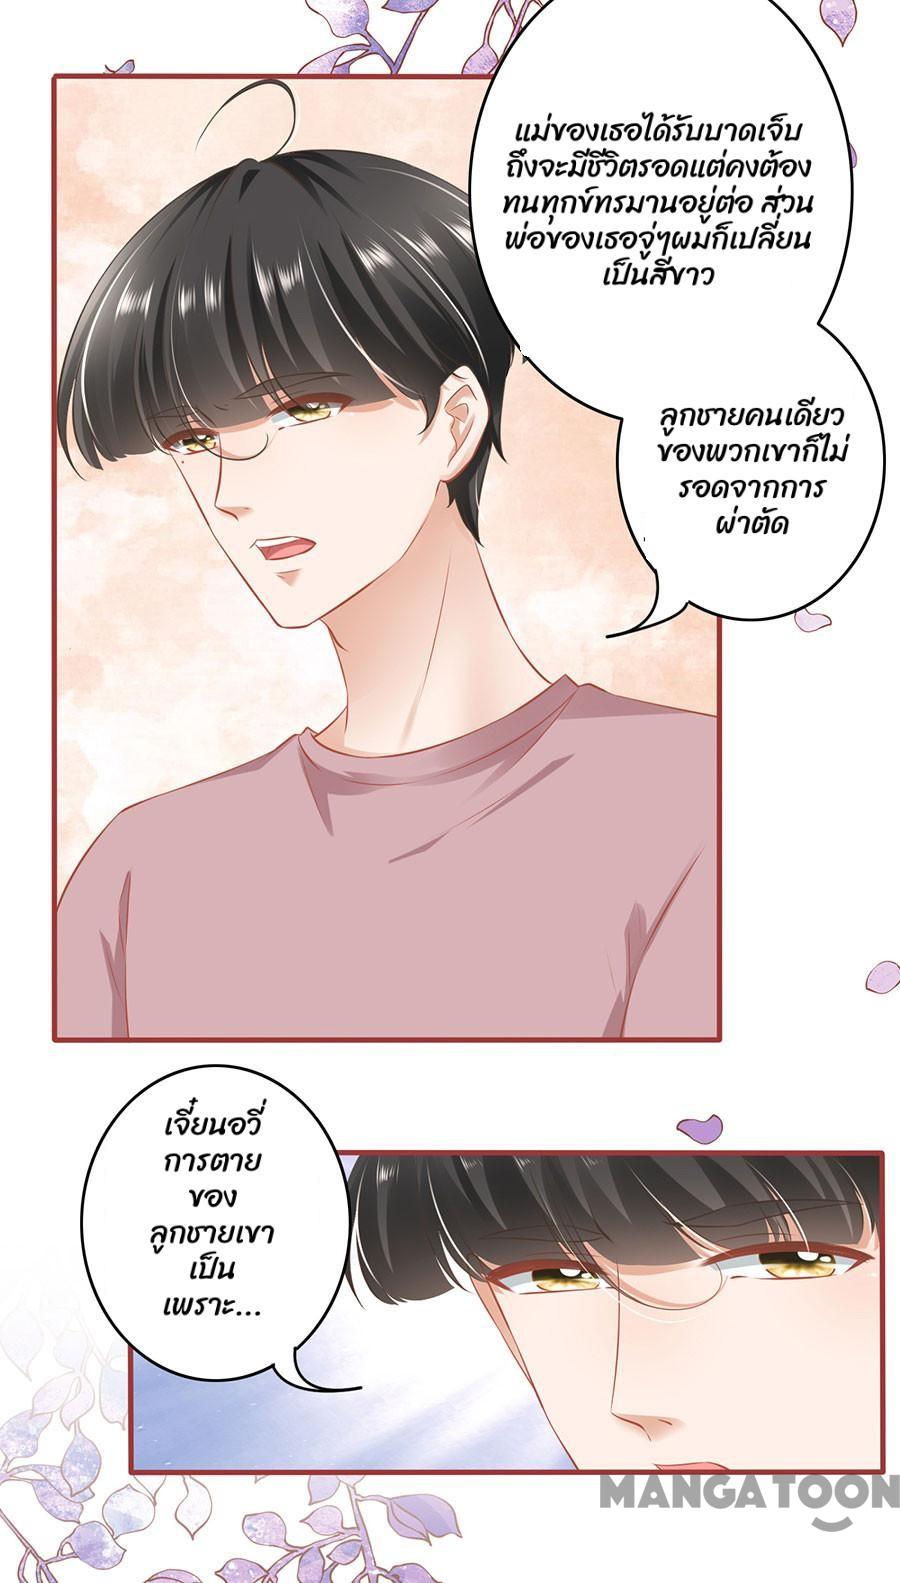 แม่ของเธอได้รับบาดเจ็บ
ถึงจะมีชีวิตรอดแต่คงต้อง
ทนทุกข์ทรมานอยู่ต่อ ส่วน
พ่อของเธอจู่ๆผมก็เปลี่ยน
เป็นสีขาว
ลูกชายคนเดียว
ของพวกเขาก็ไม่
รอดจากการ
ผ่าตัด
เจี๋ยนอวี่
การตาย
ของ
ลูกชายเขา
เป็น
เพราะ...
MANGATOON